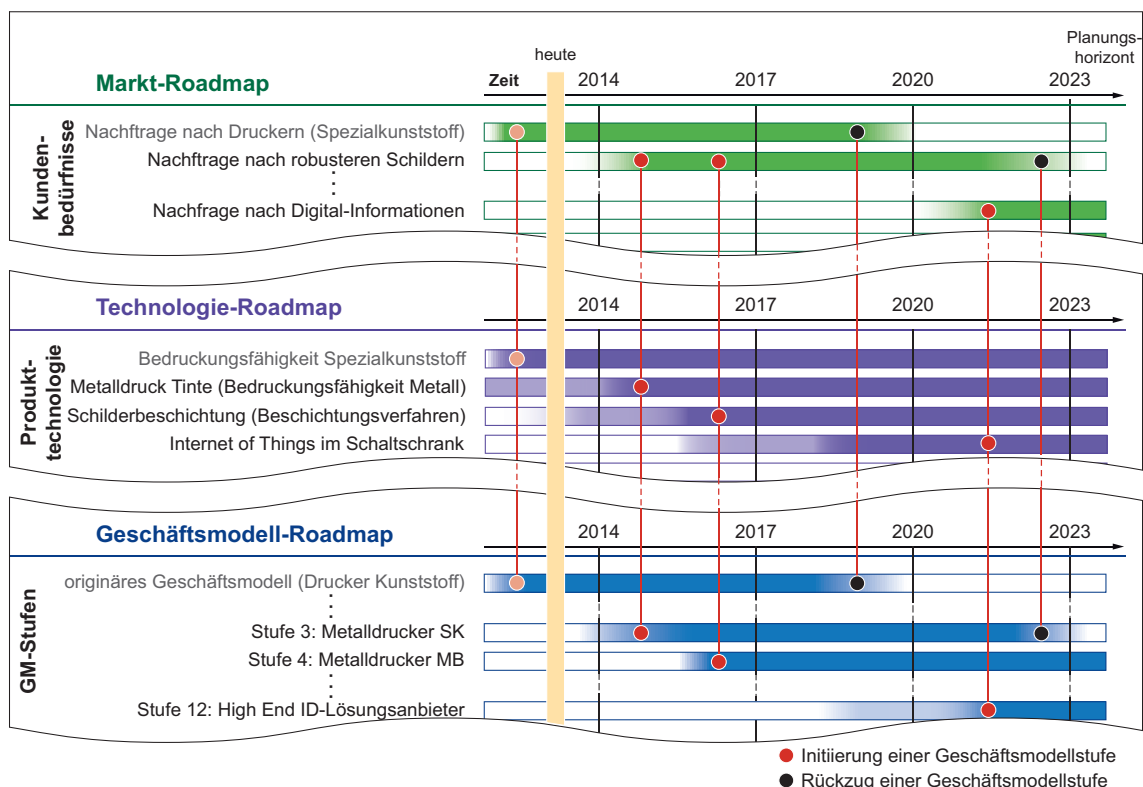 Planungs-
horizont
heute
Markt-Roadmap
Zeit
2014
2017
2020
2023
Kunden-
bedürfnisse
Nachftrage nach Druckern (Spezialkunststoff)
Nachftrage nach robusteren Schildern
Nachfrage nach Digital-Informationen
Technologie-Roadmap
2014
2017
2020
2023
Produkt-
technologie
Bedruckungsfähigkeit Spezialkunststoff
Metalldruck Tinte (Bedruckungsfähigkeit Metall)
Schilderbeschichtung (Beschichtungsverfahren)
Internet of Things im Schaltschrank
Geschäftsmodell-Roadmap
2014
2017
2020
2023
GM-Stufen
originäres Geschäftsmodell (Drucker Kunststoff)
Stufe 3: Metalldrucker SK
Stufe 4: Metalldrucker MB
Stufe 12: High End ID-Lösungsanbieter
Initiierung einer Geschäftsmodellstufe
Rückzug einer Geschäftsmodellstufe